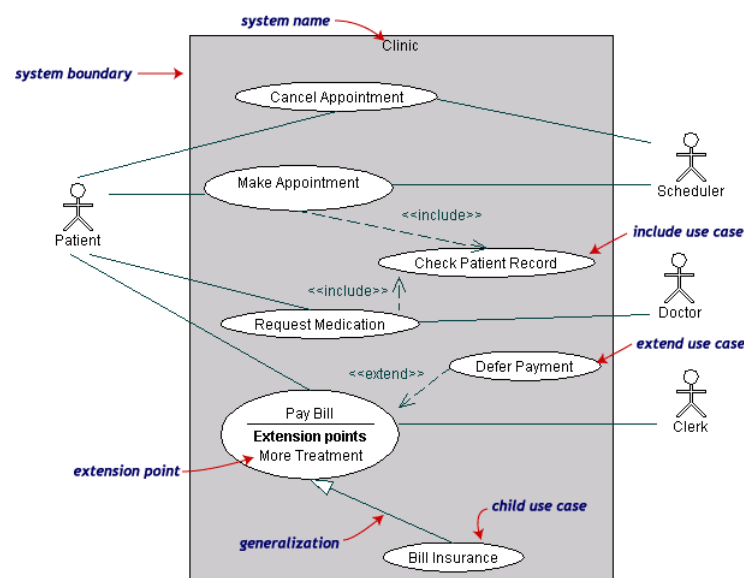 system name
Clinic
system boundary
Cancel Appointment
Make Appointment
Scheduler
Patient
<<include>>
include use case
Check Patient Record
<<include>>
Request Medication
Doctor
extend use case
<<extend>>
Defer Payment
Pay Bill
Extension points
More Treatment
Clerk
extension point
child use case
generalization
Bill Insurance